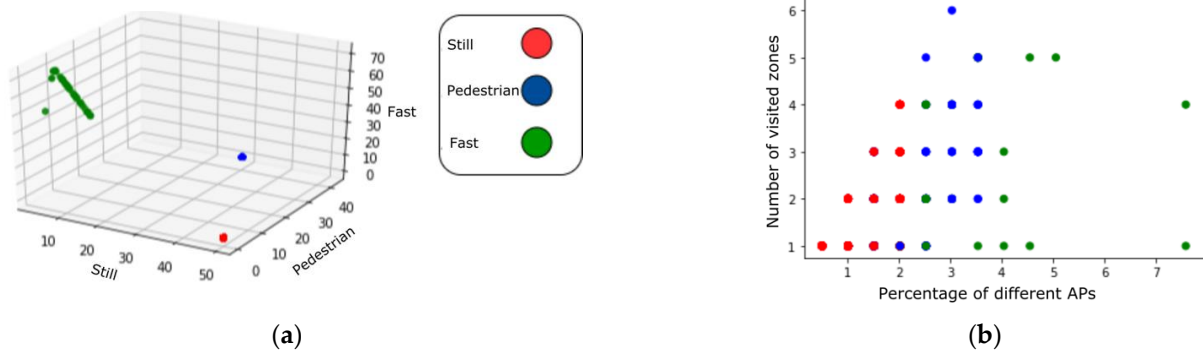 70
60
50
40
30
20
10
0
Fast
10
20
30
40
50
Still
0
10
20
30
40
Pedestrian
Still
Pedestrian
Fast
(a)
6
5
4
3
2
1
Number of visited zones
1 2 3 4 5 6 7
Percentage of different APs
(b)